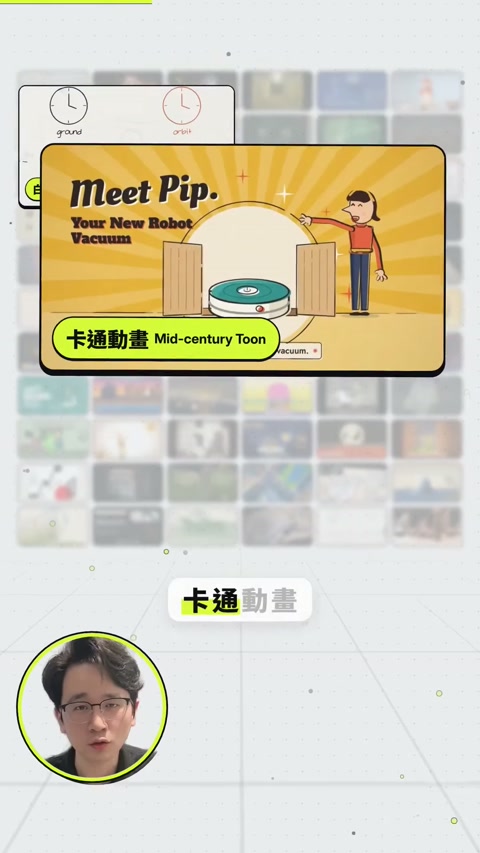 ground
orbit
白
Meet Pip.
Your New Robot
Vacuum
卡通動畫 Mid-century Toon
vacuum.
卡通動畫